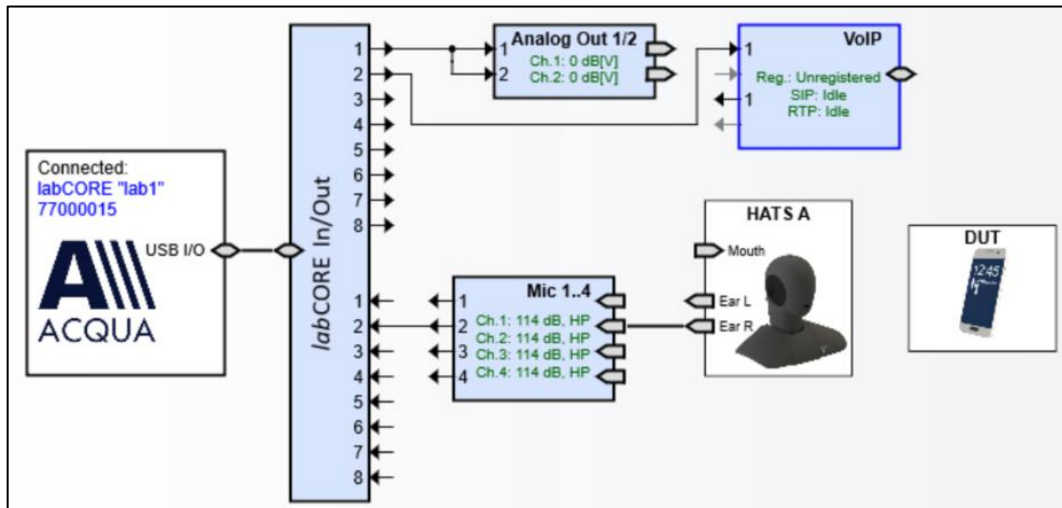 Connected:
labCORE "lab1"
77000015
USB I/O
ACQUA
labCORE In/Out
1
2
3
4
5
6
7
8
1
2
3
4
5
6
7
8
Analog Out 1/2
1
Ch.1: 0 dB[V]
2
Ch.2: 0 dB[V]
VoIP
1
Reg.: Unregistered
SIP: Idle
1
RTP: Idle
Mic 1..4
1
Ch.1: 114 dB, HP
2
Ch.2: 114 dB, HP
3
Ch.3: 114 dB, HP
4
Ch.4: 114 dB, HP
HATS A
Mouth
Ear L
Ear R
DUT
12:45